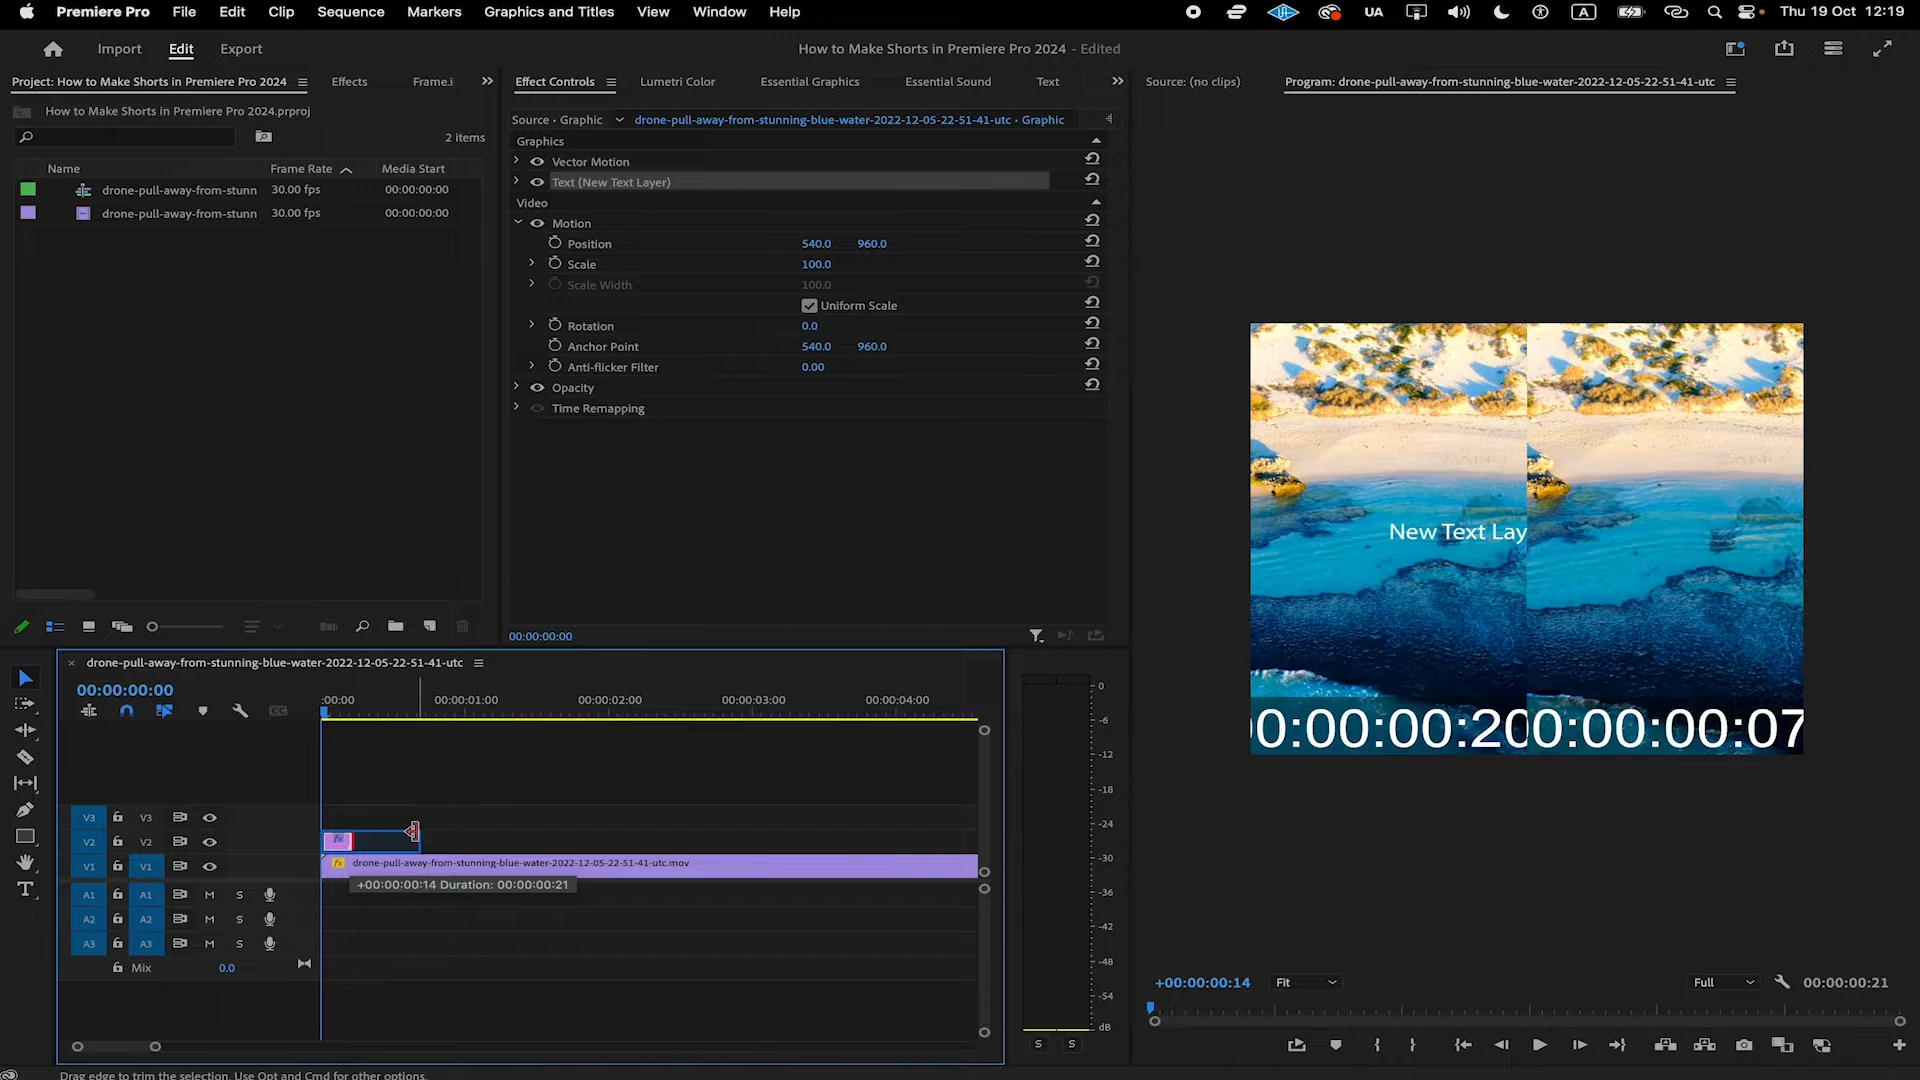 Premiere Pro File Edit Clip Sequence Markers Graphics and Titles View Window Help UA A Thu 19 Oct 12:19
Import Edit Export How to Make Shorts in Premiere Pro 2024 - Edited
Project: How to Make Shorts in Premiere Pro 2024 Effects Frame.i
How to Make Shorts in Premiere Pro 2024.prproj
2 items
Name Frame Rate Media Start
drone-pull-away-from-stunn 30.00 fps 00:00:00:00
drone-pull-away-from-stunn 30.00 fps 00:00:00:00
Effect Controls Lumetri Color Essential Graphics Essential Sound Text
Source • Graphic drone-pull-away-from-stunning-blue-water-2022-12-05-22-51-41-utc • Graphic
Graphics
Vector Motion
Text (New Text Layer)
Video
Motion
Position 540.0 960.0
Scale 100.0
Scale Width 100.0
Uniform Scale
Rotation 0.0
Anchor Point 540.0 960.0
Anti-flicker Filter 0.00
fx Opacity
Time Remapping
00:00:00:00
Source: (no clips) Program: drone-pull-away-from-stunning-blue-water-2022-12-05-22-51-41-utc
New Text Lay
0:00:00:20 0:00:00:07
+00:00:00:14 Fit Full 00:00:00:21
drone-pull-away-from-stunning-blue-water-2022-12-05-22-51-41-utc
00:00:00:00
:00:00 00:00:01:00 00:00:02:00 00:00:03:00 00:00:04:00
V3 V3
V2 V2 fx
V1 V1 fx drone-pull-away-from-stunning-blue-water-2022-12-05-22-51-41-utc.mov
+00:00:00:14 Duration: 00:00:00:21
A1 A1 M S
A2 A2 M S
A3 A3 M S
Mix 0.0
0
-6
-12
-18
-24
-30
-36
-42
-48
-54
dB
S S
Drag edge to trim the selection. Use Opt and Cmd for other options.